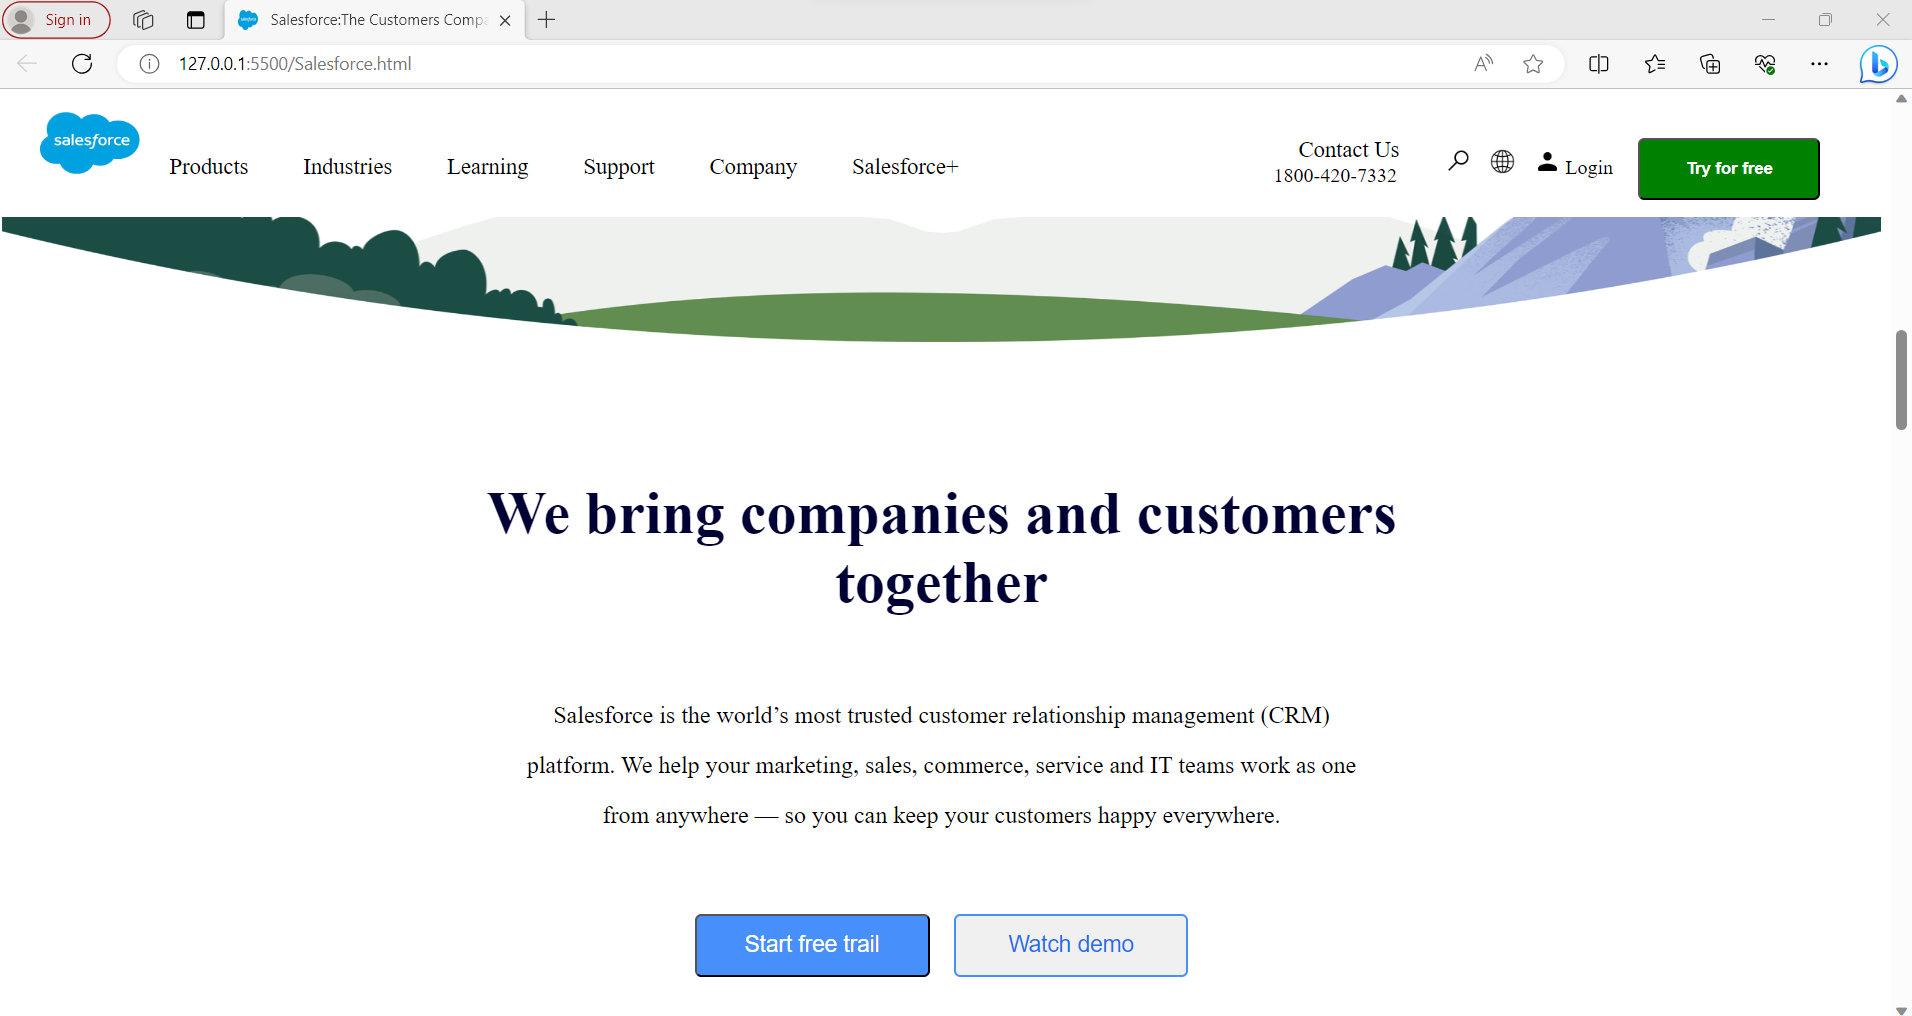 Sign in
Salesforce:The Customers Compa
127.0.0.1:5500/Salesforce.html
salesforce
Products Industries Learning Support Company Salesforce+
Contact Us
1800-420-7332
Login
Try for free
We bring companies and customers
together
Salesforce is the world’s most trusted customer relationship management (CRM)
platform. We help your marketing, sales, commerce, service and IT teams work as one
from anywhere — so you can keep your customers happy everywhere.
Start free trail
Watch demo